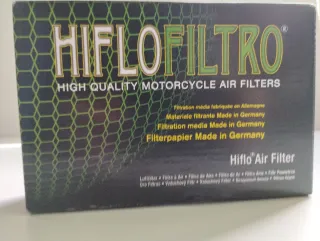 HIFLOFILTRO®
HIGH QUALITY MOTORCYCLE AIR FILTERS
Filtration media fabriquée en Allemagne
Materiale filtrante Made in Germany
Filtration media Made in Germany
Filterpapier Made in Germany
Hiflo® Air Filter